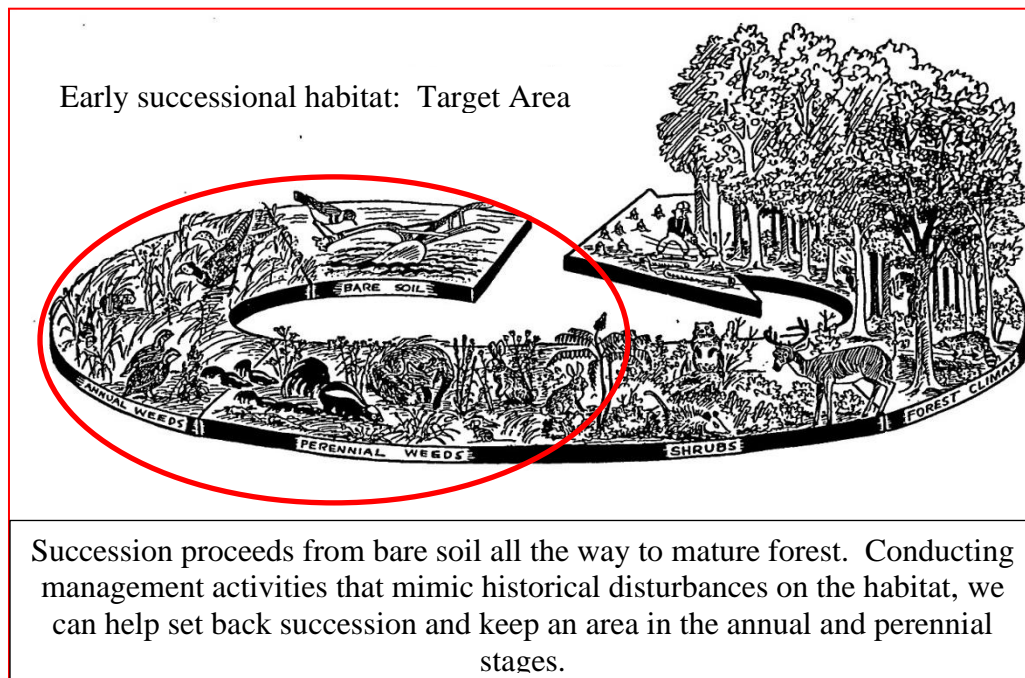 Early successional habitat:  Target Area
BARE SOIL
ANNUAL WEEDS
PERENNIAL WEEDS
SHRUBS
FOREST CLIMAX
Succession proceeds from bare soil all the way to mature forest.  Conducting
management activities that mimic historical disturbances on the habitat, we
can help set back succession and keep an area in the annual and perennial
stages.